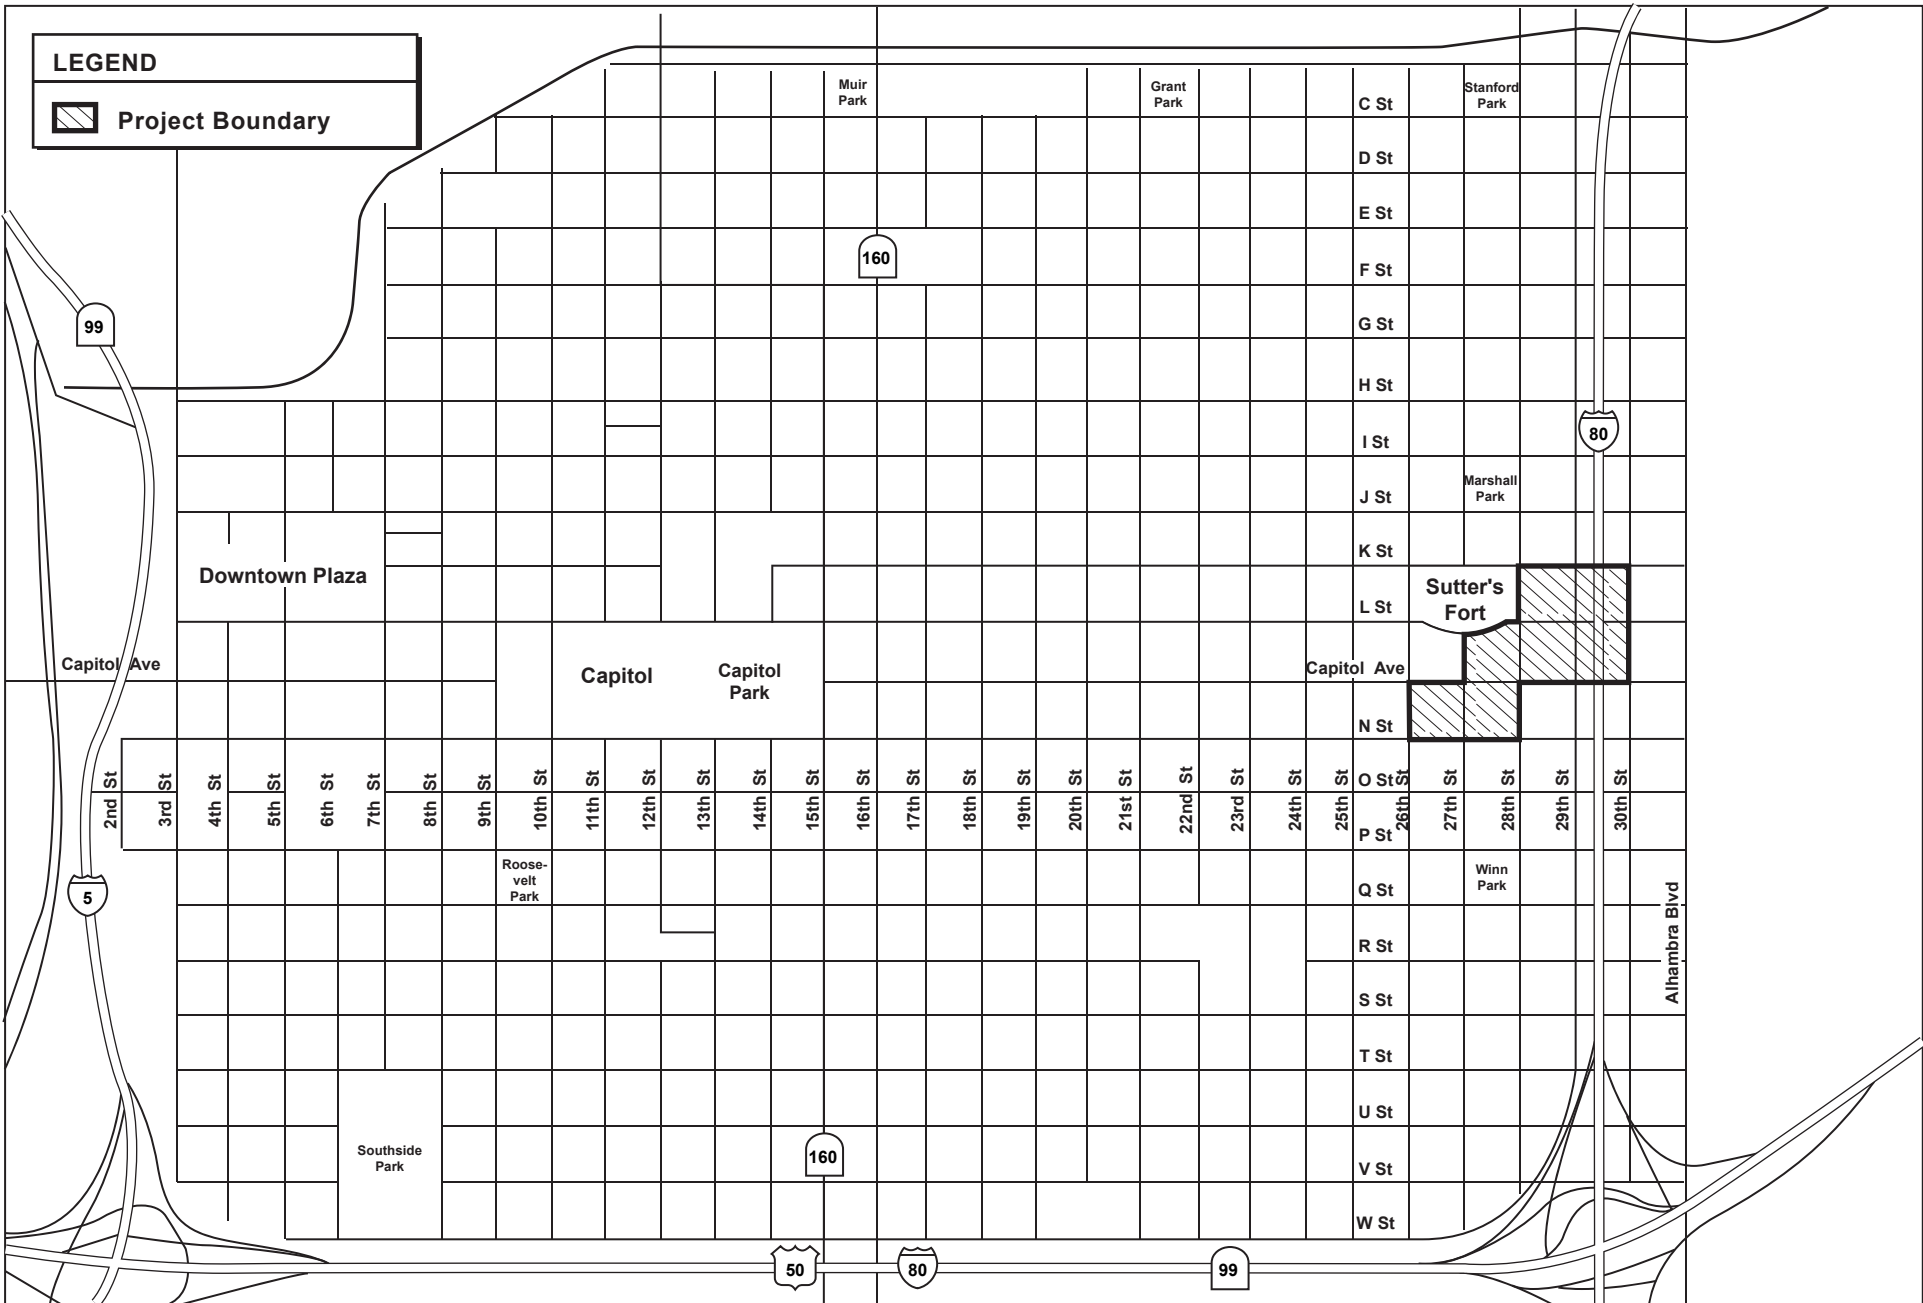 LEGEND
Project Boundary
Muir
Park
Grant
Park
Stanford
Park
C St
D St
E St
160
F St
99
G St
H St
80
I St
Marshall
Park
J St
K St
Downtown Plaza
Sutter's
Fort
L St
Capitol Ave
Capitol
Capitol
Park
Capitol Ave
N St
2nd St
3rd St
4th St
5th St
6th St
7th St
8th St
9th St
10th St
11th St
12th St
13th St
14th St
15th St
16th St
17th St
18th St
19th St
20th St
21st St
22nd St
23rd St
24th St
25th St
O St
26th St
27th St
28th St
29th St
30th St
P St
Roose-
velt
Park
Winn
Park
5
Q St
Alhambra Blvd
R St
S St
T St
U St
Southside
Park
160
V St
W St
50
80
99